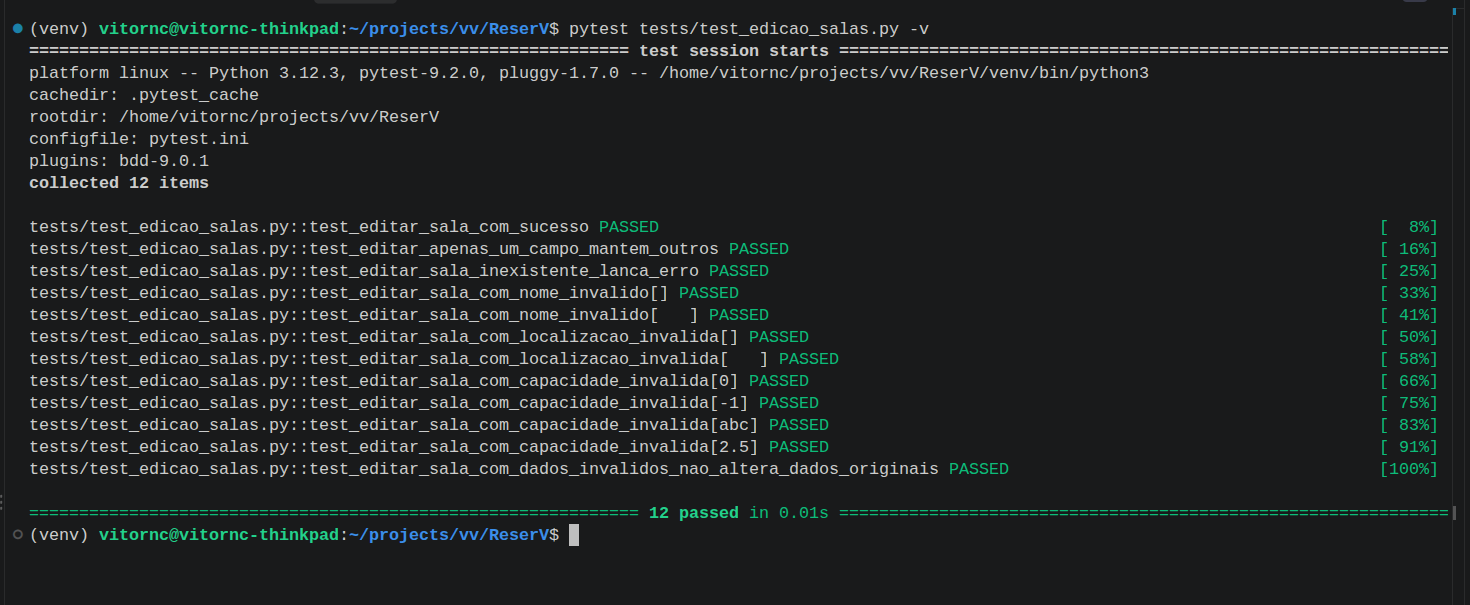 (venv) vitornc@vitornc-thinkpad:~/projects/vv/ReserV$ pytest tests/test_edicao_salas.py -v
============================================================ test session starts =============================================================
platform linux -- Python 3.12.3, pytest-9.2.0, pluggy-1.7.0 -- /home/vitornc/projects/vv/ReserV/venv/bin/python3
cachedir: .pytest_cache
rootdir: /home/vitornc/projects/vv/ReserV
configfile: pytest.ini
plugins: bdd-9.0.1
collected 12 items

tests/test_edicao_salas.py::test_editar_sala_com_sucesso PASSED                                                                        [  8%]
tests/test_edicao_salas.py::test_editar_apenas_um_campo_mantem_outros PASSED                                                           [ 16%]
tests/test_edicao_salas.py::test_editar_sala_inexistente_lanca_erro PASSED                                                             [ 25%]
tests/test_edicao_salas.py::test_editar_sala_com_nome_invalido[] PASSED                                                                [ 33%]
tests/test_edicao_salas.py::test_editar_sala_com_nome_invalido[   ] PASSED                                                             [ 41%]
tests/test_edicao_salas.py::test_editar_sala_com_localizacao_invalida[] PASSED                                                         [ 50%]
tests/test_edicao_salas.py::test_editar_sala_com_localizacao_invalida[   ] PASSED                                                      [ 58%]
tests/test_edicao_salas.py::test_editar_sala_com_capacidade_invalida[0] PASSED                                                         [ 66%]
tests/test_edicao_salas.py::test_editar_sala_com_capacidade_invalida[-1] PASSED                                                        [ 75%]
tests/test_edicao_salas.py::test_editar_sala_com_capacidade_invalida[abc] PASSED                                                       [ 83%]
tests/test_edicao_salas.py::test_editar_sala_com_capacidade_invalida[2.5] PASSED                                                       [ 91%]
tests/test_edicao_salas.py::test_editar_sala_com_dados_invalidos_nao_altera_dados_originais PASSED                                     [100%]

============================================================= 12 passed in 0.01s =============================================================
(venv) vitornc@vitornc-thinkpad:~/projects/vv/ReserV$